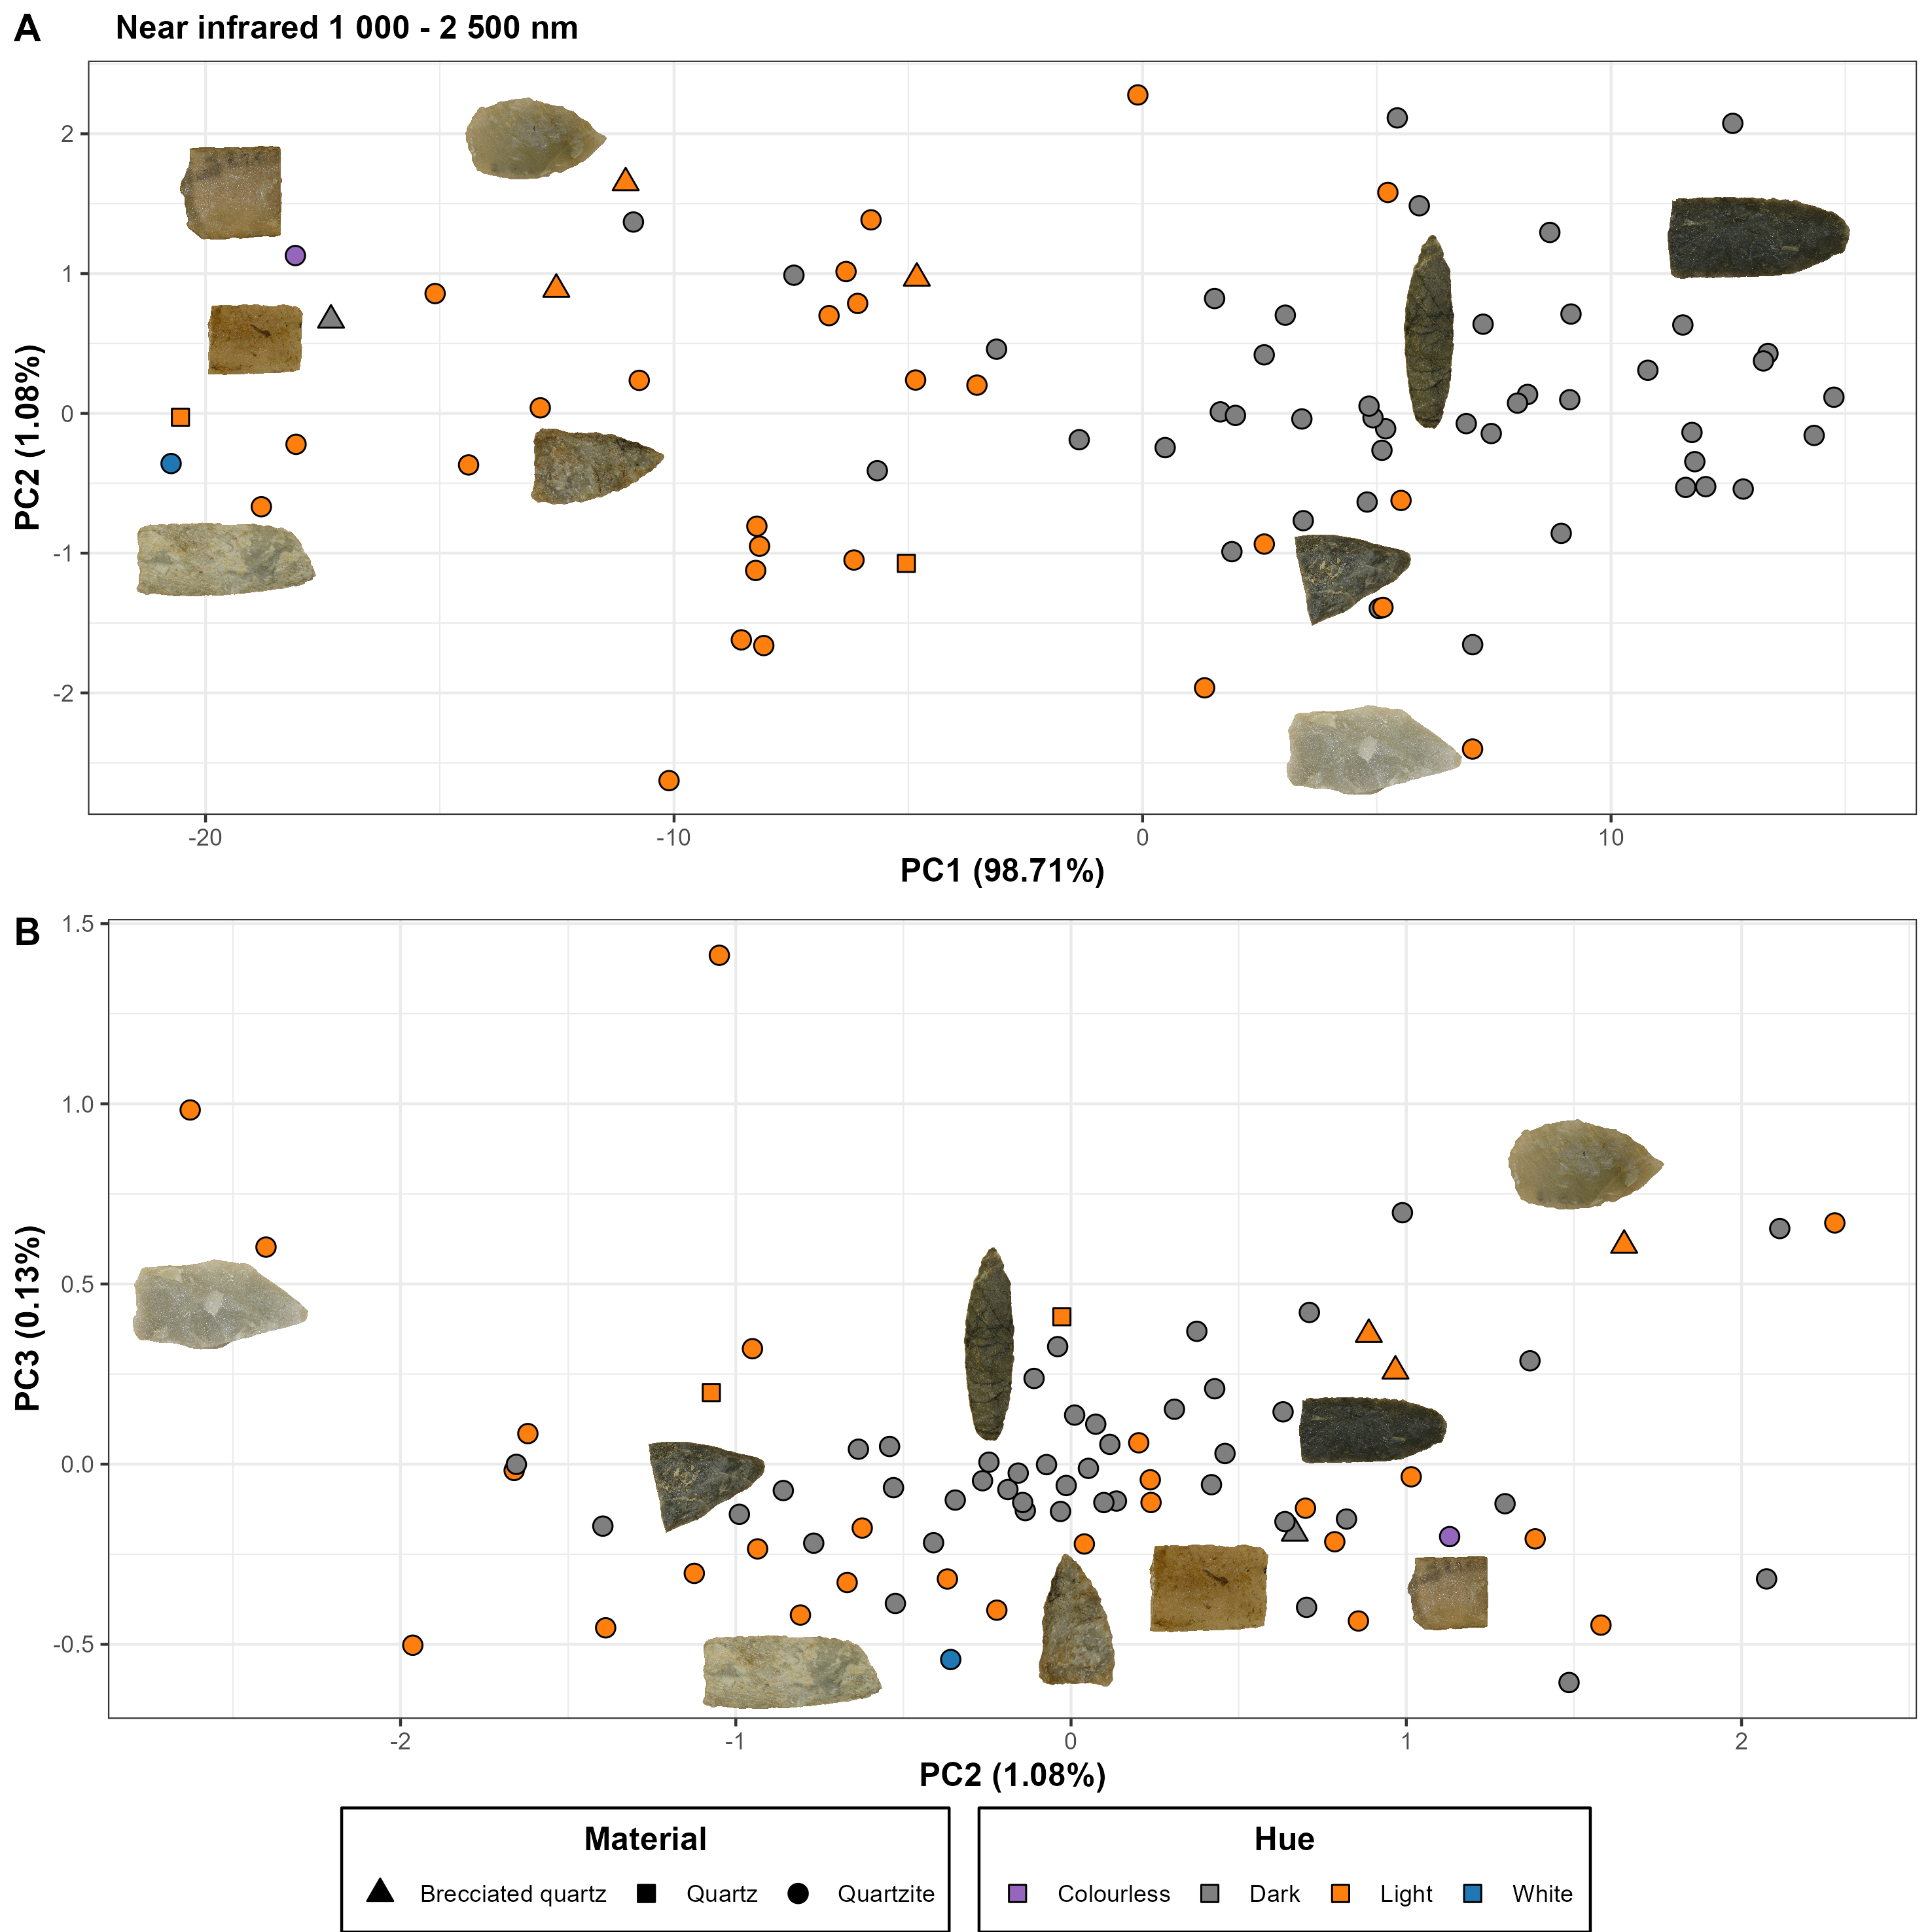 A
Near infrared 1 000 - 2 500 nm
PC2 (1.08%)
2
1
0
-1
-2
-20
-10
0
10
PC1 (98.71%)
B
PC3 (0.13%)
1.5
1.0
0.5
0.0
-0.5
-2
-1
0
1
2
PC2 (1.08%)
Material
Brecciated quartz
Quartz
Quartzite
Hue
Colourless
Dark
Light
White